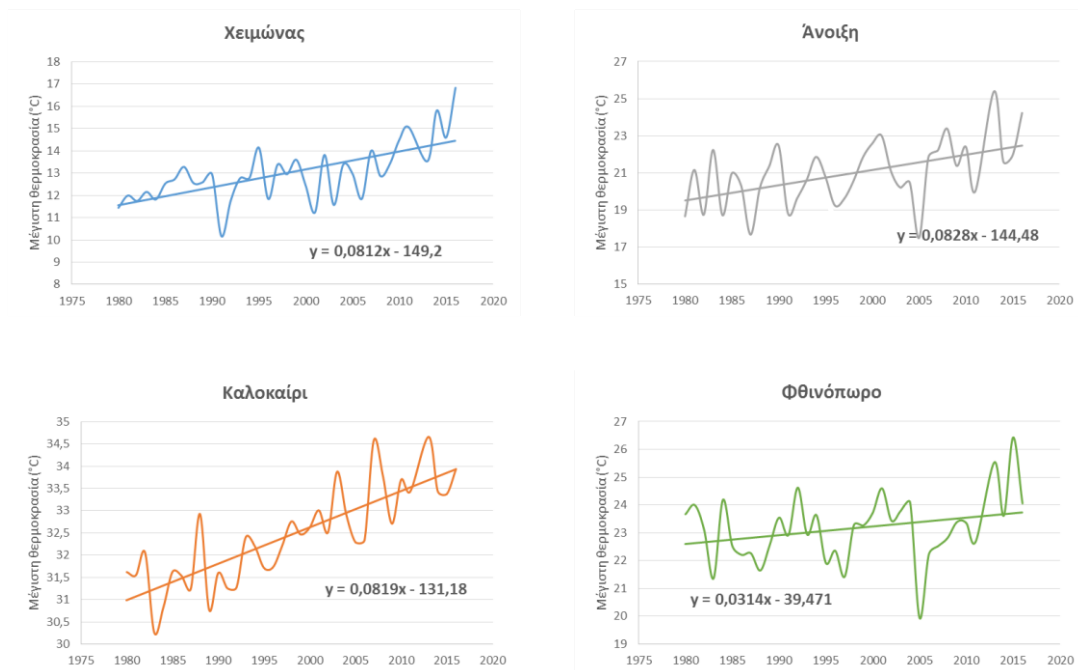 Χειμώνας
Μέγιστη θερμοκρασία (°C)
18
17
16
15
14
13
12
11
10
9
8
y = 0,0812x - 149,2
1975 1980 1985 1990 1995 2000 2005 2010 2015 2020
Άνοιξη
Μέγιστη θερμοκρασία (°C)
27
25
23
21
19
17
15
y = 0,0828x - 144,48
1975 1980 1985 1990 1995 2000 2005 2010 2015 2020
Καλοκαίρι
Μέγιστη θερμοκρασία (°C)
35
34,5
34
33,5
33
32,5
32
31,5
31
30,5
30
y = 0,0819x - 131,18
1975 1980 1985 1990 1995 2000 2005 2010 2015 2020
Φθινόπωρο
Μέγιστη θερμοκρασία (°C)
27
26
25
24
23
22
21
20
19
y = 0,0314x - 39,471
1975 1980 1985 1990 1995 2000 2005 2010 2015 2020